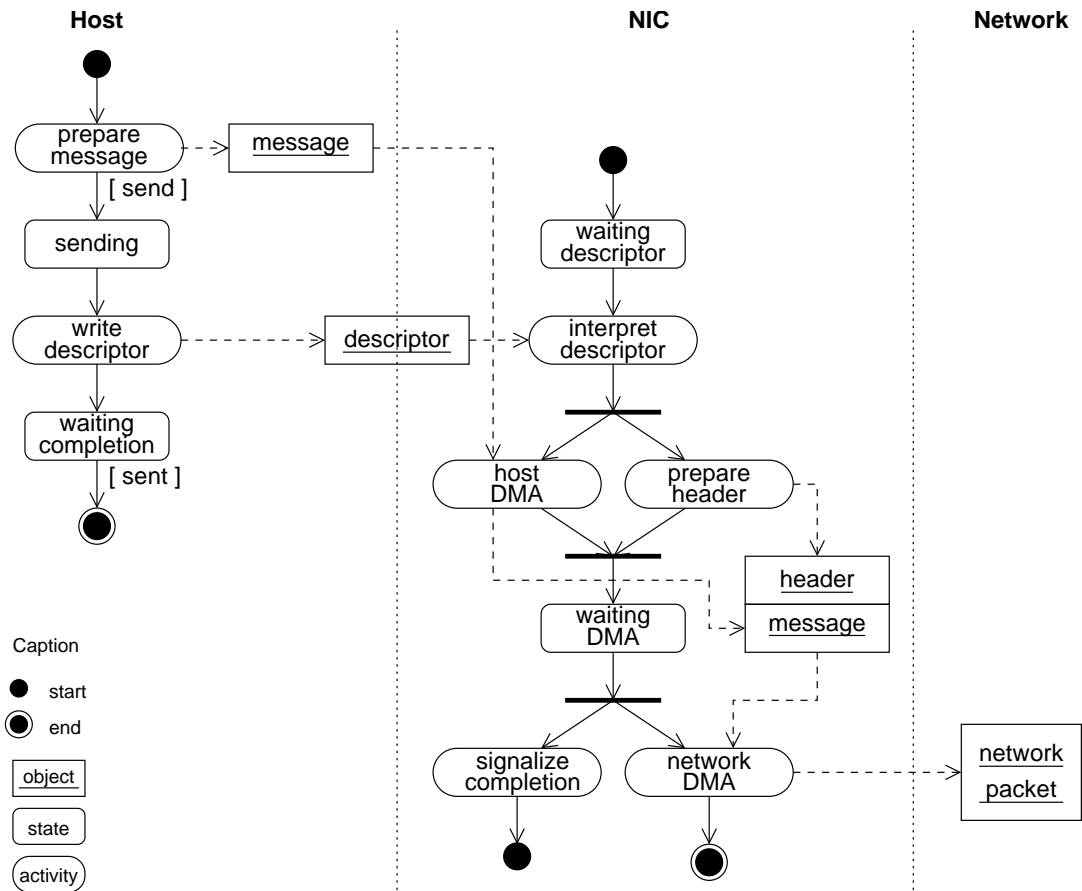 Host
NIC
Network
prepare
message
message
[ send ]
sending
waiting
descriptor
write
descriptor
descriptor
interpret
descriptor
waiting
completion
[ sent ]
host
DMA
prepare
header
header
message
waiting
DMA
Caption
start
end
object
state
activity
signalize
completion
network
DMA
network
packet